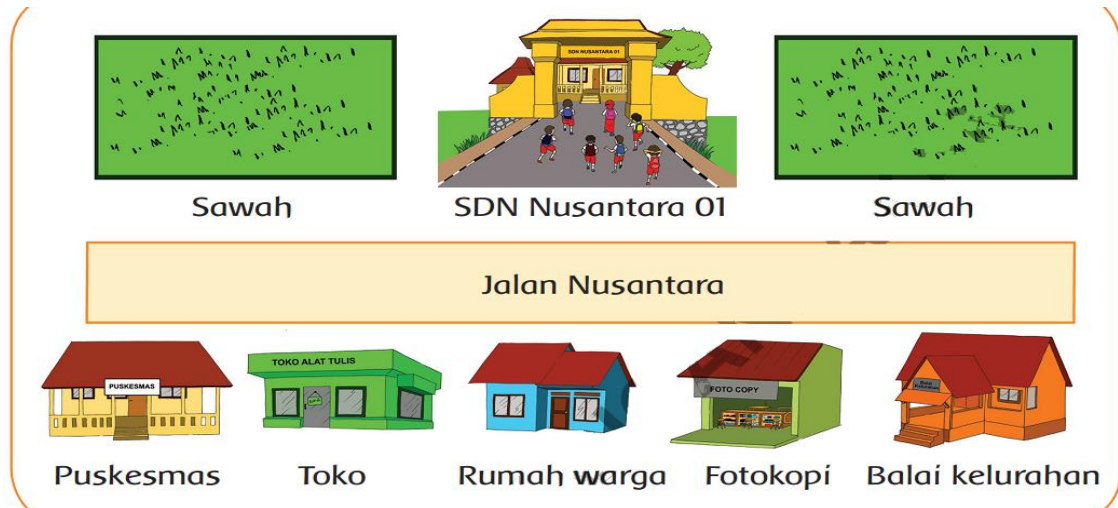 SDN NUSANTARA 01
Sawah
SDN Nusantara 01
Sawah
Jalan Nusantara
PUSKESMAS
TOKO ALAT TULIS
FOTO COPY
Puskesmas
Toko
Rumah warga
Fotokopi
Balai kelurahan